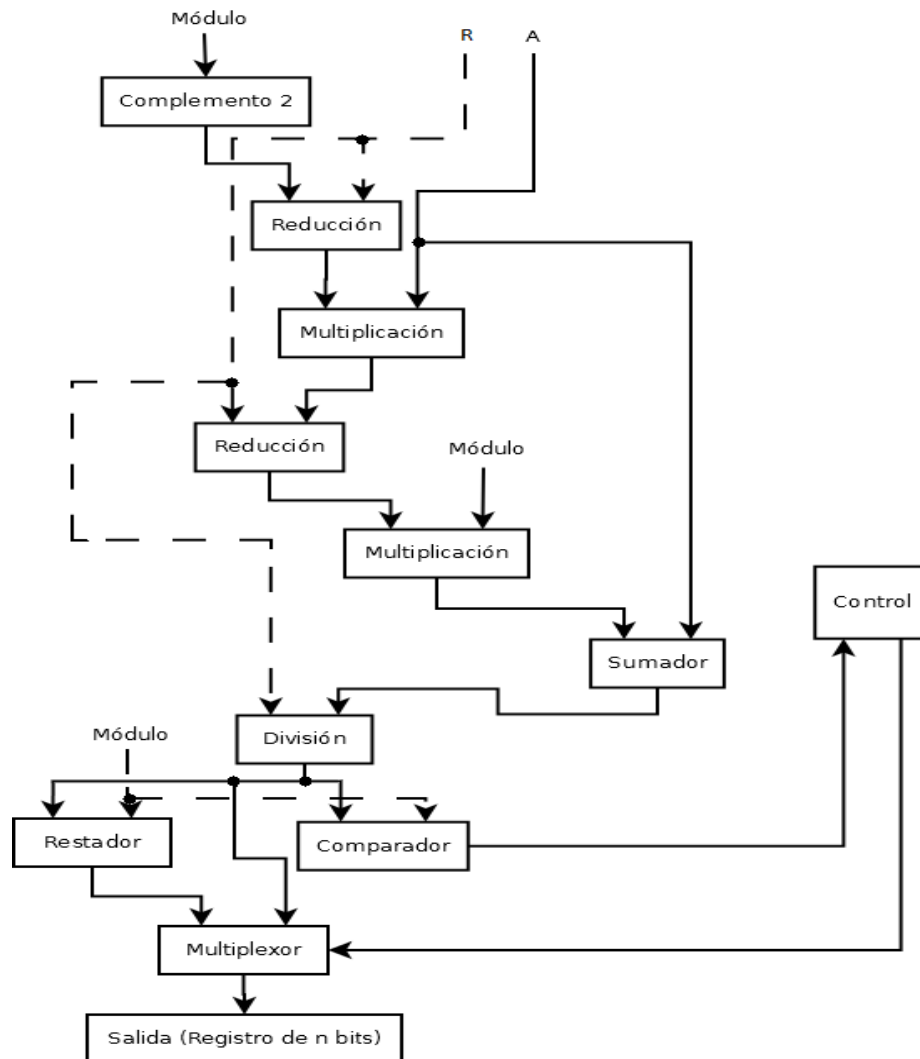 Módulo
R
A
Complemento 2
Reducción
Multiplicación
Reducción
Módulo
Multiplicación
Control
Sumador
División
Módulo
Restador
Comparador
Multiplexor
Salida (Registro de n bits)